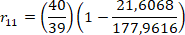 r₁₁ = (40/39)(1 − 21,6068/177,9616)